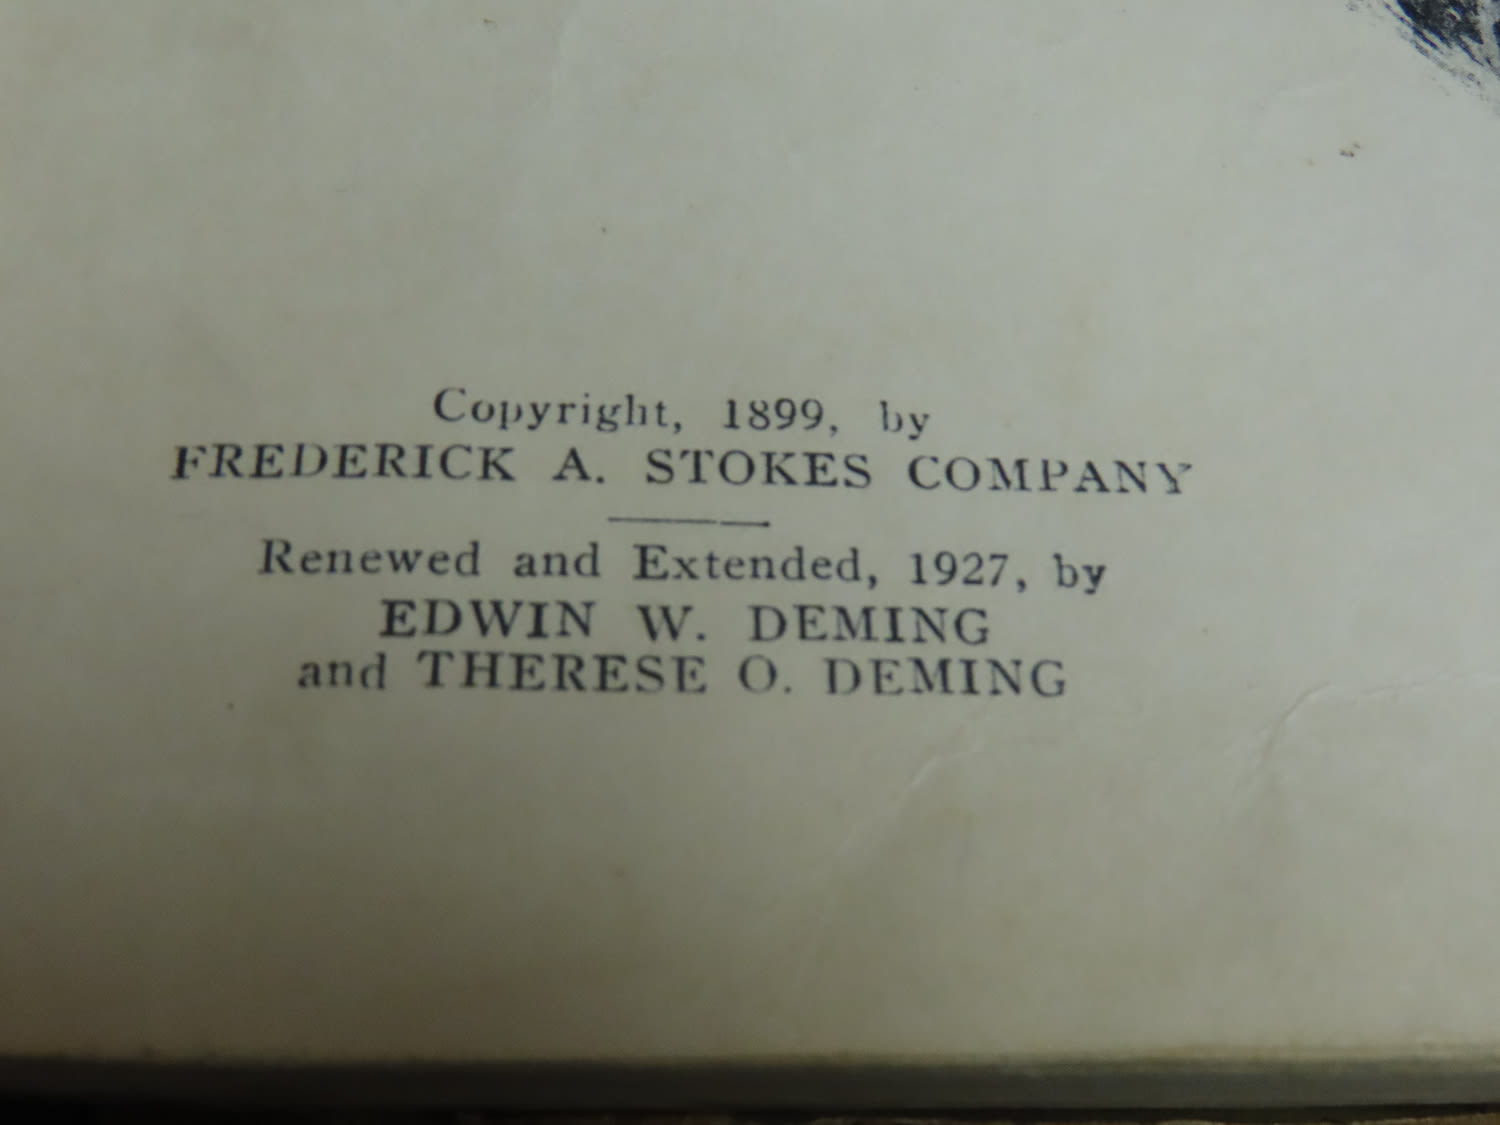 Copyright, 1899, by
FREDERICK A. STOKES COMPANY
Renewed and Extended, 1927, by
EDWIN W. DEMING
and THERESE O. DEMING